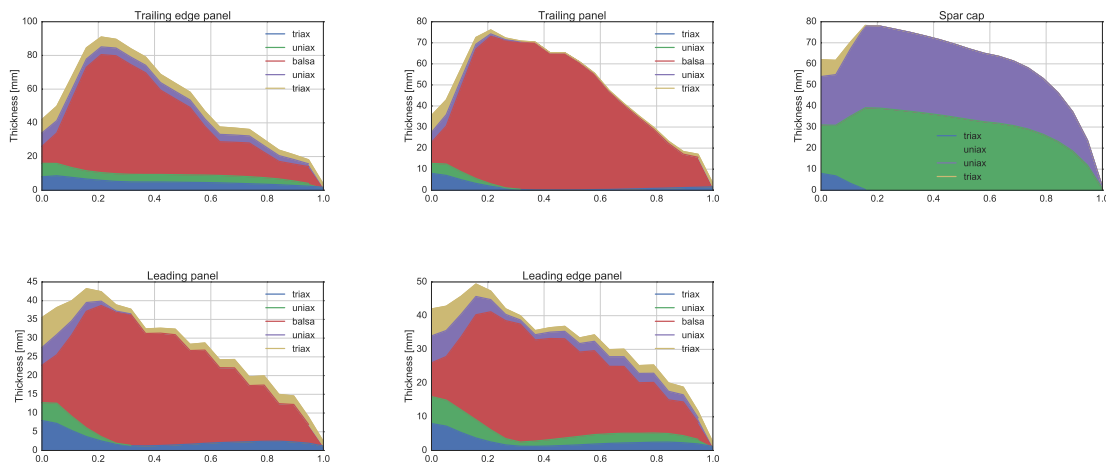 Trailing edge panel
Thickness [mm]
100
80
60
40
20
0
0.0 0.2 0.4 0.6 0.8 1.0
triax
uniax
balsa
uniax
triax
Trailing panel
Thickness [mm]
80
70
60
50
40
30
20
10
0
0.0 0.2 0.4 0.6 0.8 1.0
triax
uniax
balsa
uniax
triax
Spar cap
Thickness [mm]
80
70
60
50
40
30
20
10
0
0.0 0.2 0.4 0.6 0.8 1.0
triax
uniax
uniax
triax
Leading panel
Thickness [mm]
45
40
35
30
25
20
15
10
5
0
0.0 0.2 0.4 0.6 0.8 1.0
triax
uniax
balsa
uniax
triax
Leading edge panel
Thickness [mm]
50
40
30
20
10
0
0.0 0.2 0.4 0.6 0.8 1.0
triax
uniax
balsa
uniax
triax